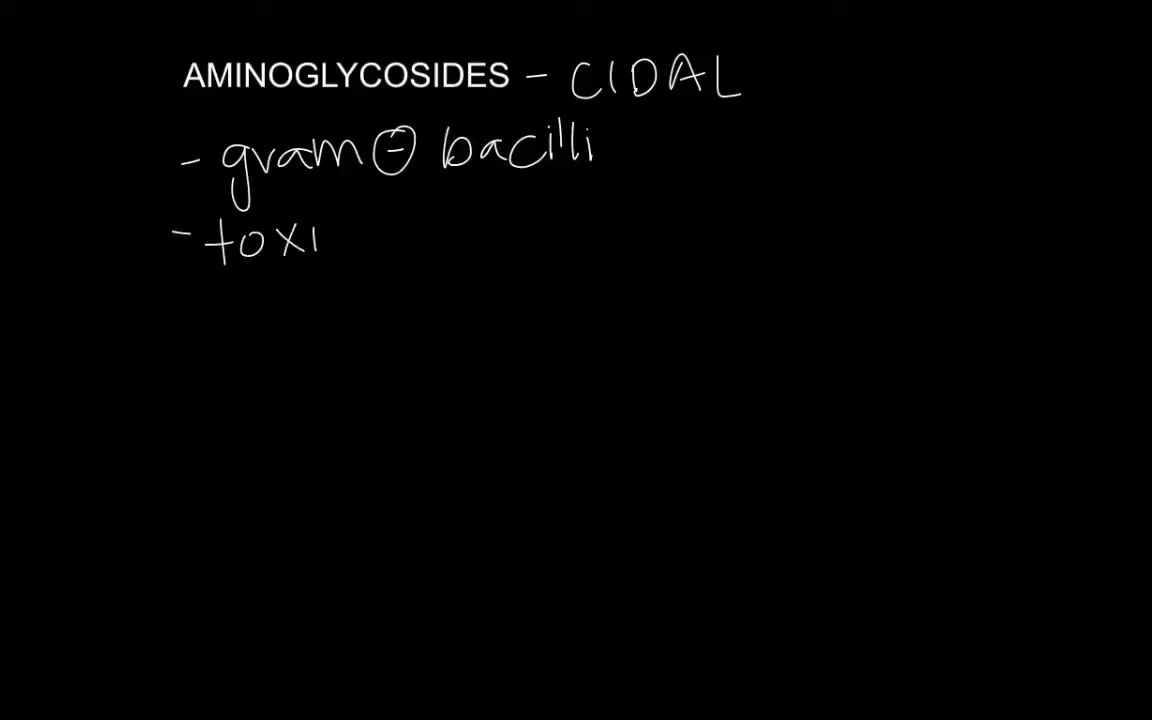 AMINOGLYCOSIDES - CIDAL
- gram ⊖ bacilli
- toxi